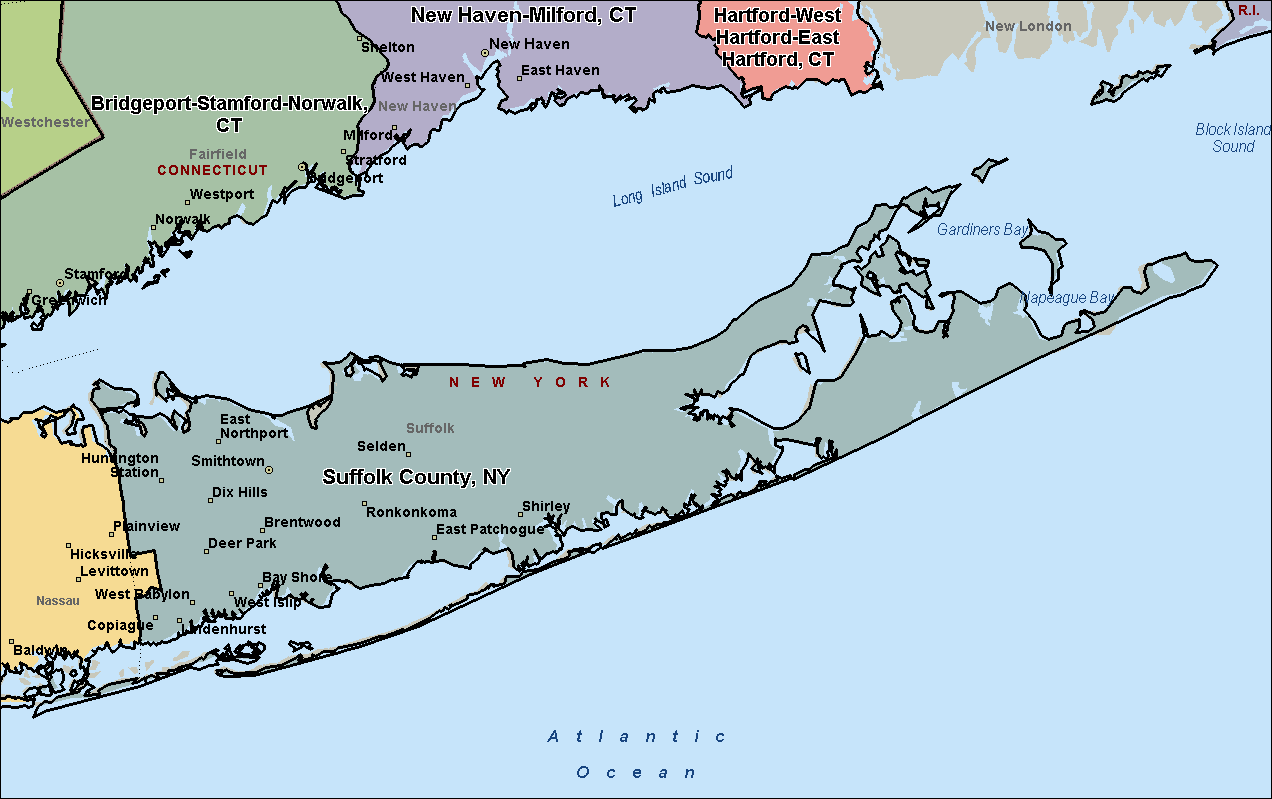 New Haven-Milford, CT
Hartford-West
Hartford-East
Hartford, CT
R.I.
New London
Shelton
New Haven
West Haven
East Haven
Bridgeport-Stamford-Norwalk,
CT
New Haven
Westchester
Milford
Block Island
Sound
Fairfield
CONNECTICUT
Stratford
Bridgeport
Long Island Sound
Westport
Norwalk
Gardiners Bay
Stamford
Greenwich
Napeague Bay
NEW YORK
East
Northport
Suffolk
Selden
Huntington
Station
Smithtown
Suffolk County, NY
Dix Hills
Ronkonkoma
Shirley
Plainview
Brentwood
East Patchogue
Hicksville
Deer Park
Levittown
Bay Shore
Nassau
West Babylon
West Islip
Copiague
Lindenhurst
Baldwin
Atlantic
Ocean